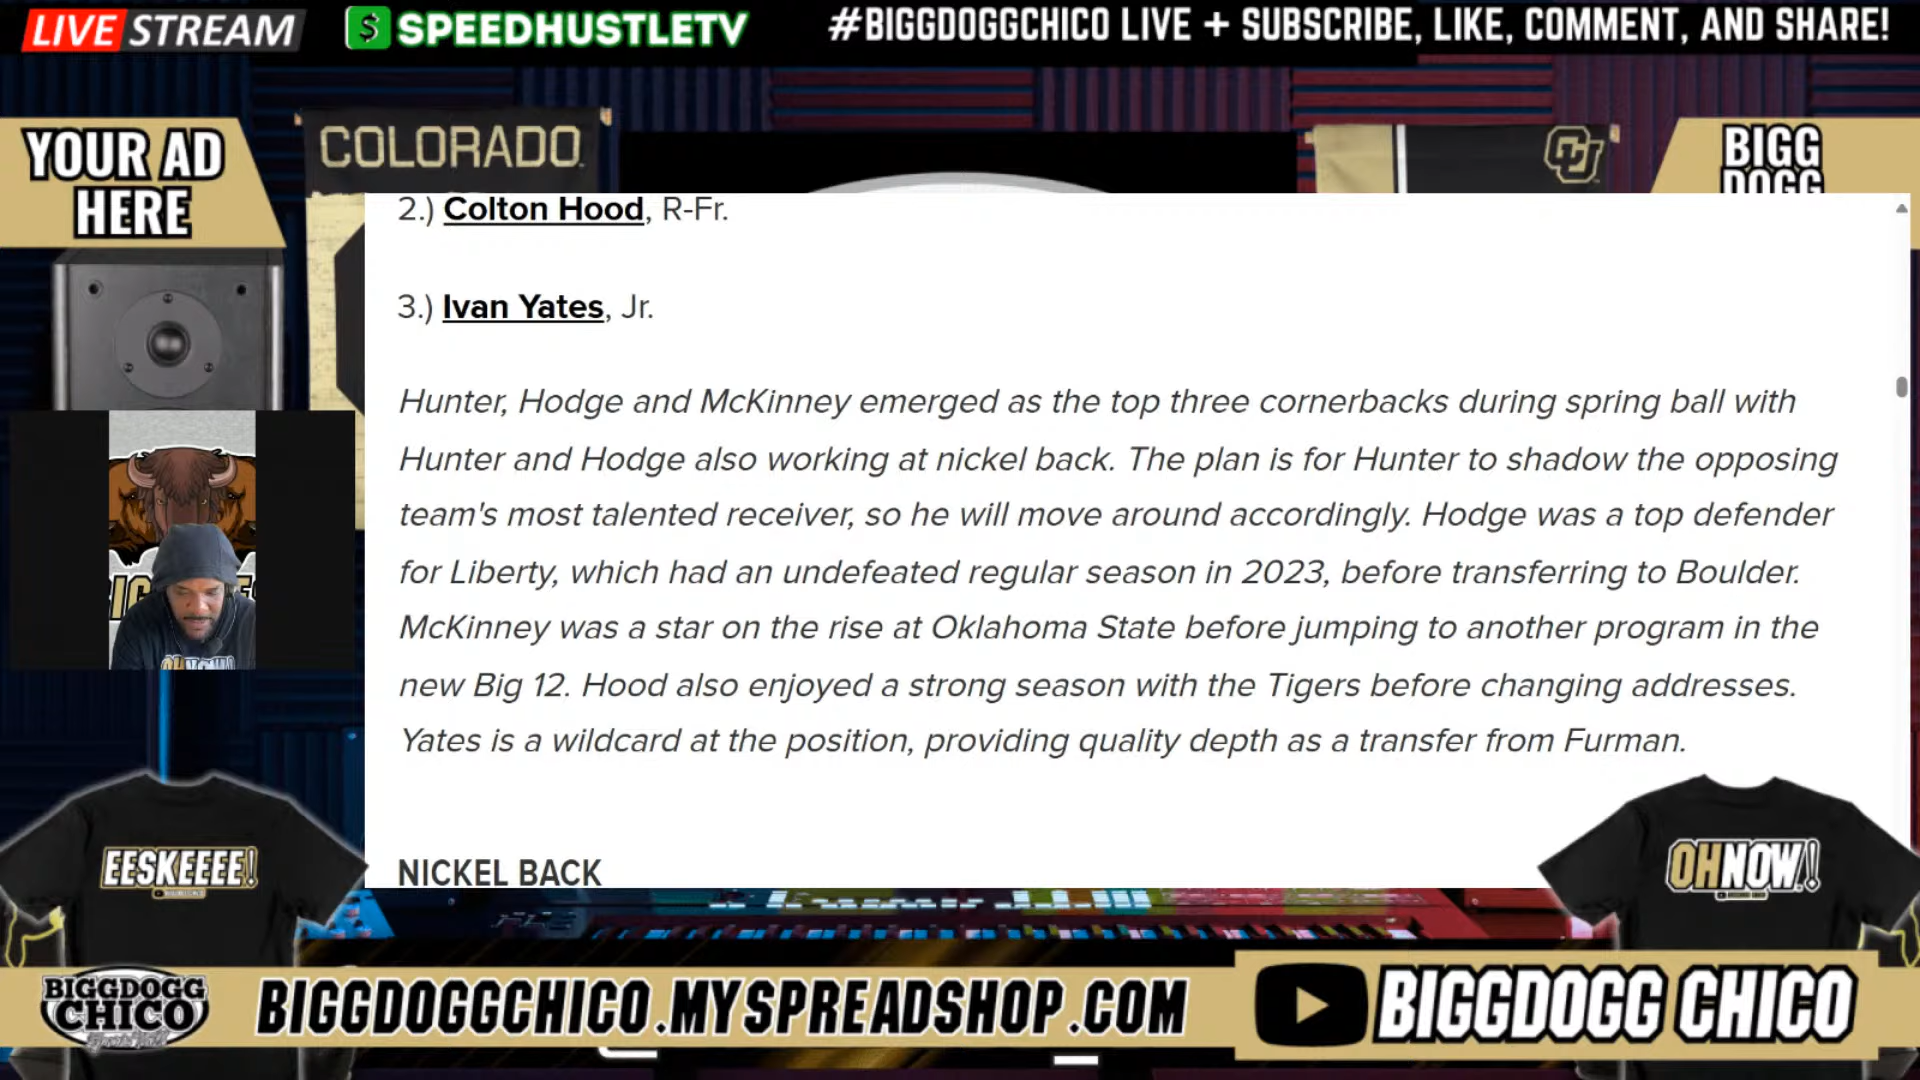 LIVE STREAM
$ SPEEDHUSTLETV
#BIGGDOGGCHICO LIVE + SUBSCRIBE, LIKE, COMMENT, AND SHARE!
YOUR AD
HERE
COLORADO
CU
BIGG
DOGG
2.) Colton Hood, R-Fr.
3.) Ivan Yates, Jr.
Hunter, Hodge and McKinney emerged as the top three cornerbacks during spring ball with
Hunter and Hodge also working at nickel back. The plan is for Hunter to shadow the opposing
team's most talented receiver, so he will move around accordingly. Hodge was a top defender
for Liberty, which had an undefeated regular season in 2023, before transferring to Boulder.
McKinney was a star on the rise at Oklahoma State before jumping to another program in the
new Big 12. Hood also enjoyed a strong season with the Tigers before changing addresses.
Yates is a wildcard at the position, providing quality depth as a transfer from Furman.
NICKEL BACK
EESKEEEE!
OHNOW!
BIGGDOGG
CHICO
BIGGDOGGCHICO.MYSPREADSHOP.COM
BIGGDOGG CHICO